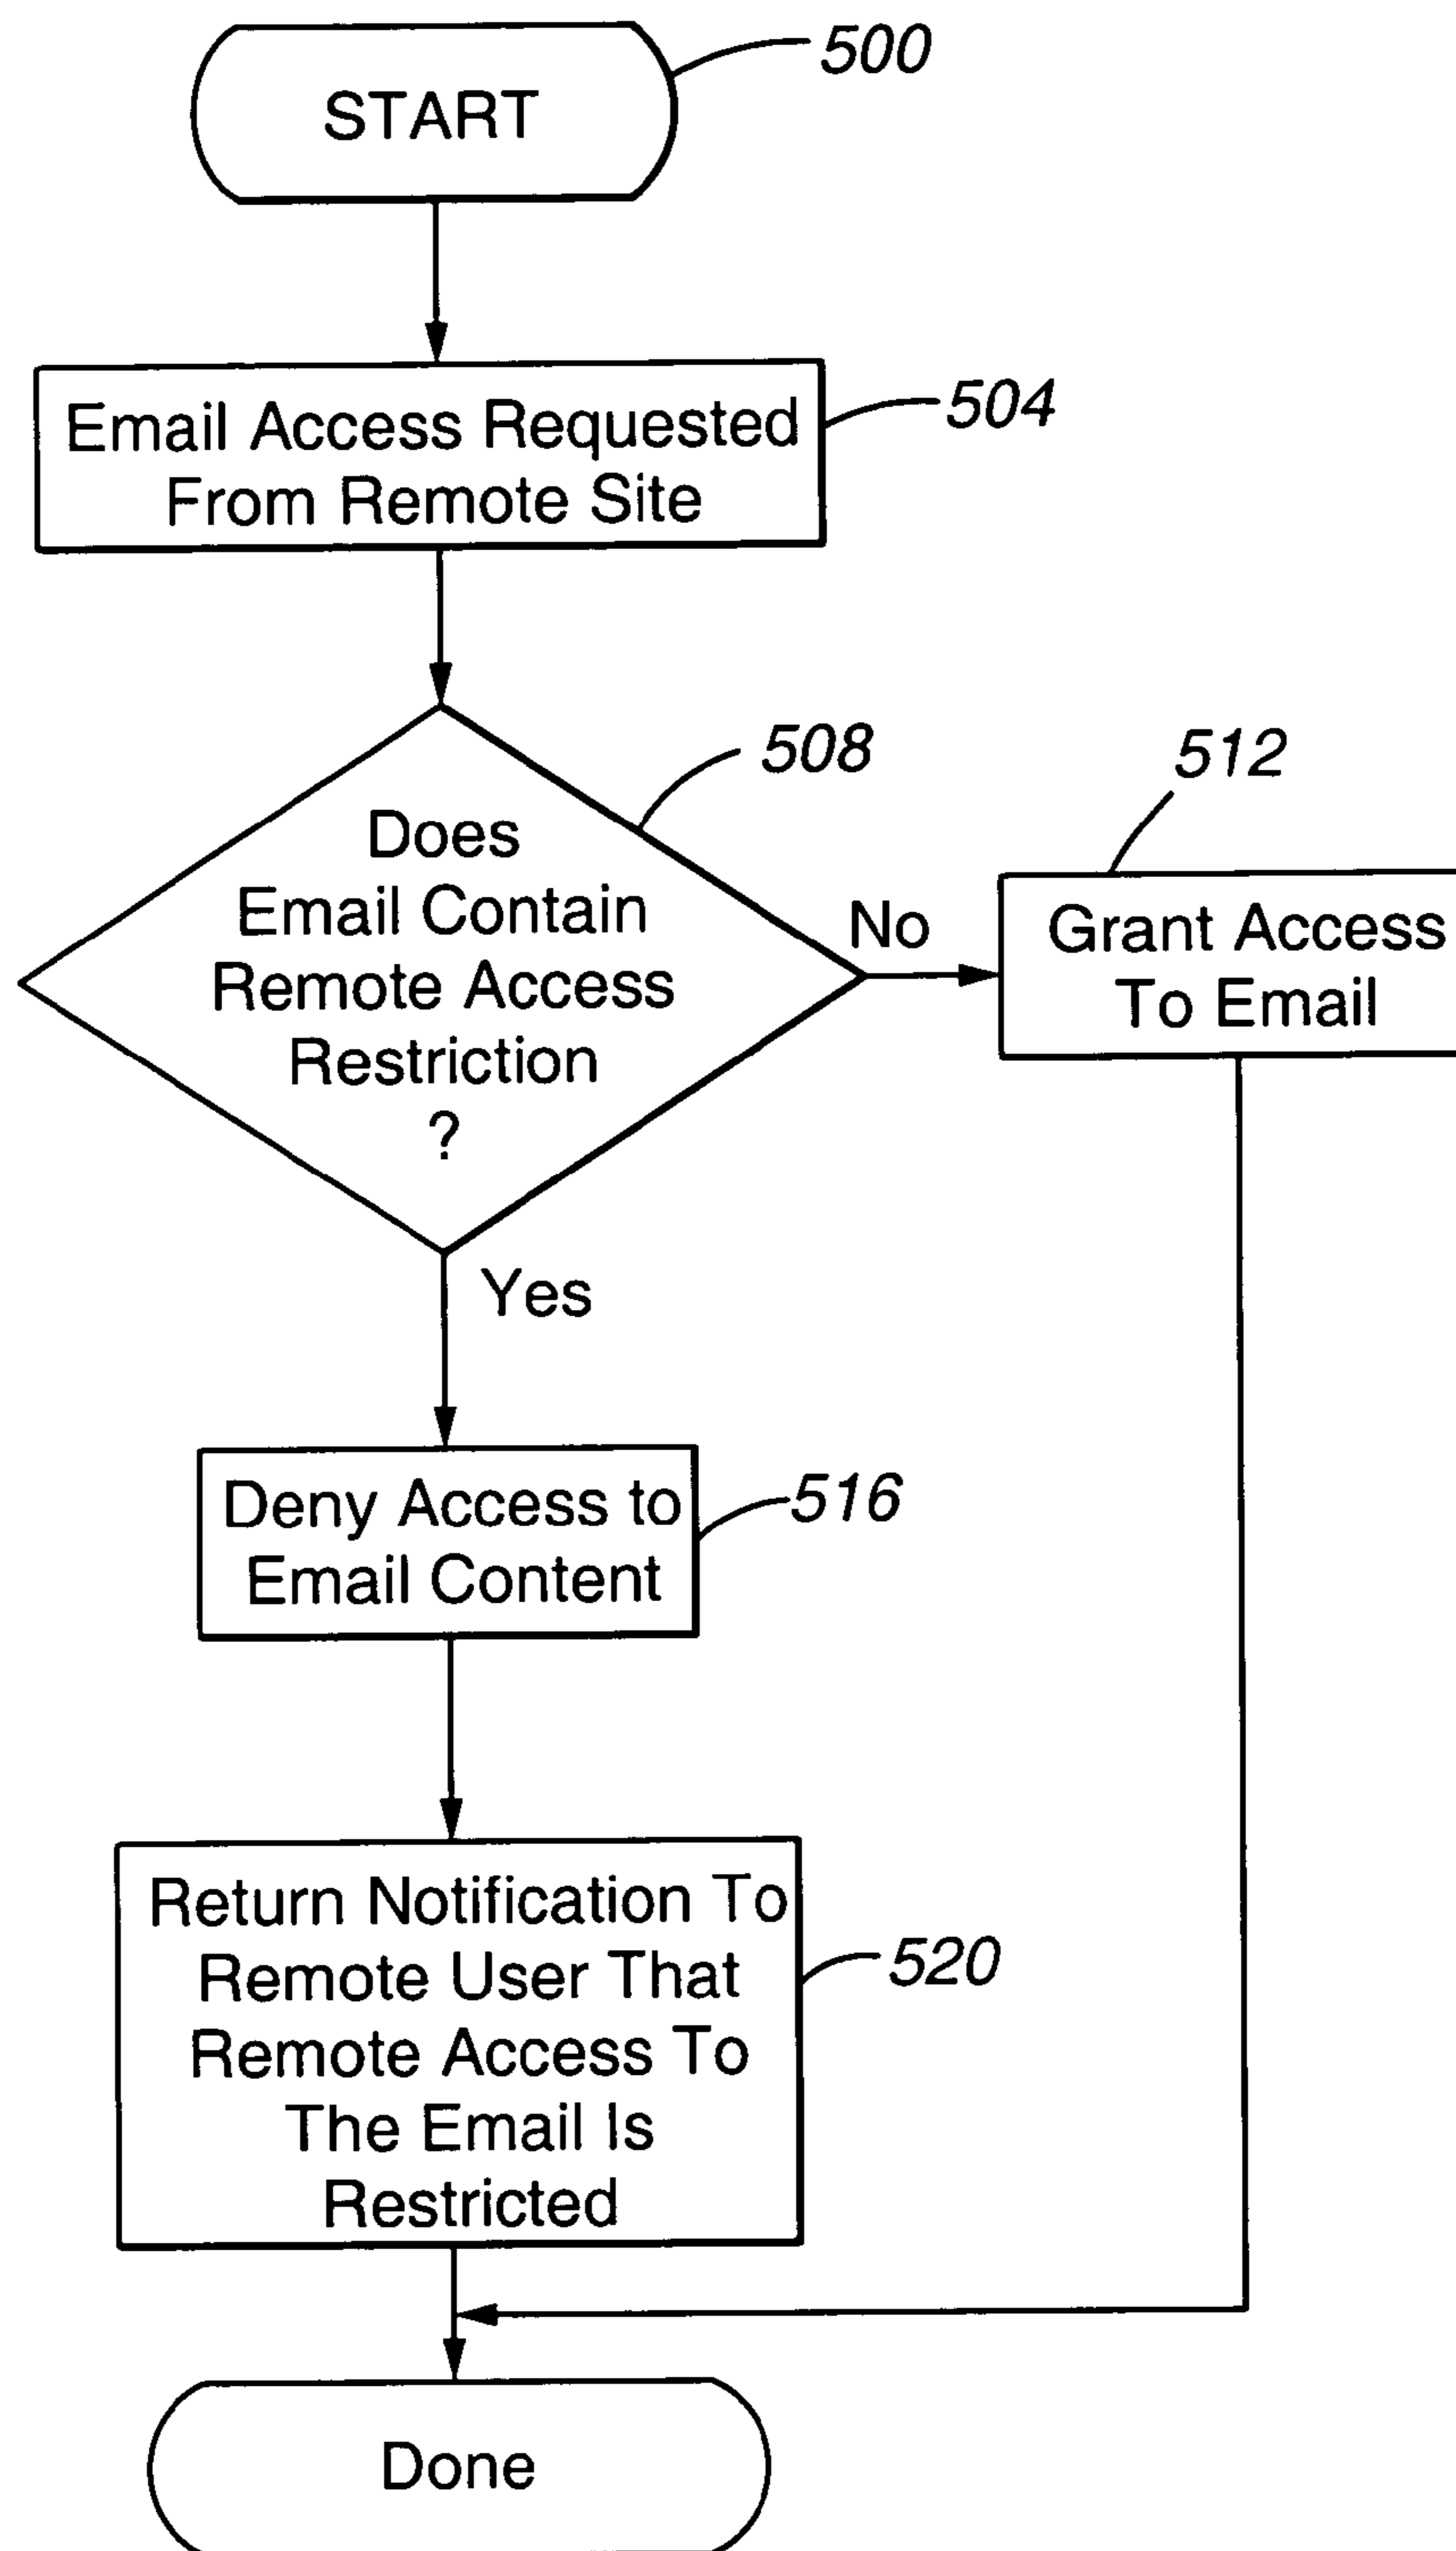 500
START
504
Email Access Requested
From Remote Site
508
512
Does
Email Contain
Remote Access
Restriction
?
No
Grant Access
To Email
Yes
Deny Access to
Email Content
516
Return Notification To
Remote User That
Remote Access To
The Email Is
Restricted
520
Done